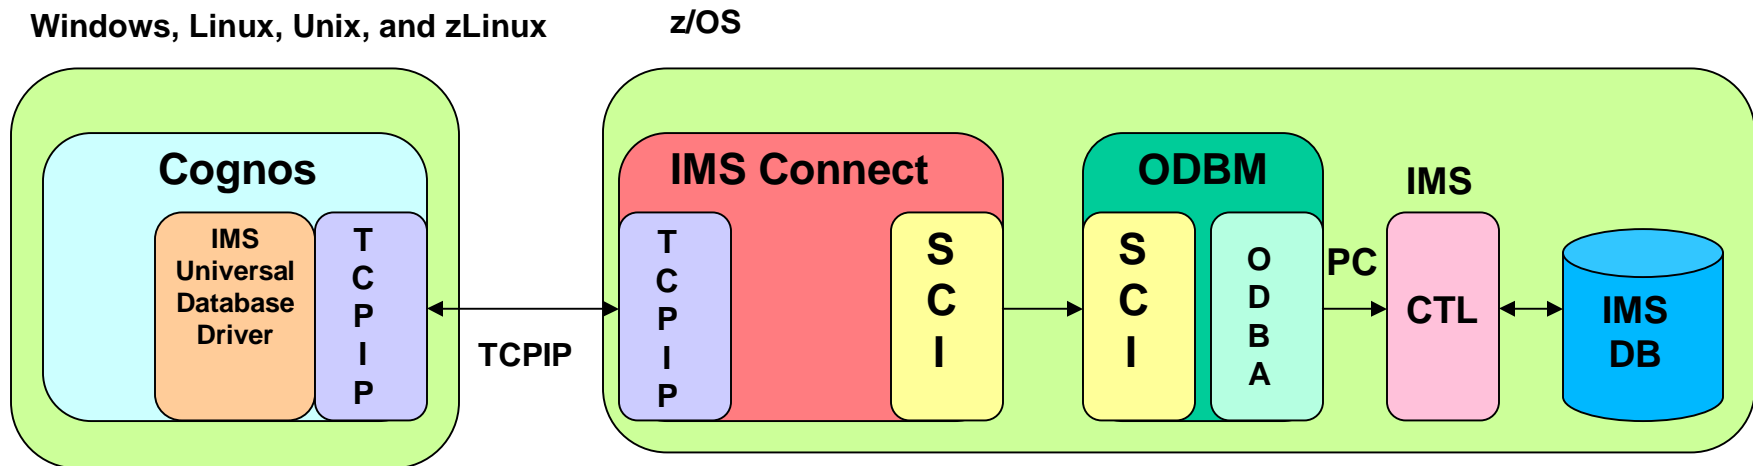 Windows, Linux, Unix, and zLinux
z/OS
Cognos
IMS
Universal
Database
Driver
T
C
P
I
P
TCPIP
IMS Connect
T
C
P
I
P
S
C
I
ODBM
S
C
I
O
D
B
A
PC
IMS
CTL
IMS
DB